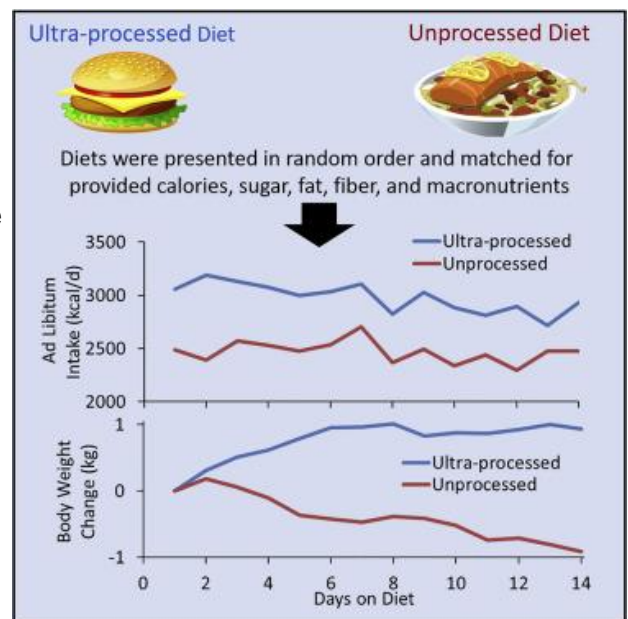 Ultra-processed Diet
Unprocessed Diet
Diets were presented in random order and matched for
provided calories, sugar, fat, fiber, and macronutrients
Ad Libitum
Intake (kcal/d)
3500
3000
2500
2000
Ultra-processed
Unprocessed
Body Weight
Change (kg)
1
0
-1
Ultra-processed
Unprocessed
0 2 4 6 8 10 12 14
Days on Diet